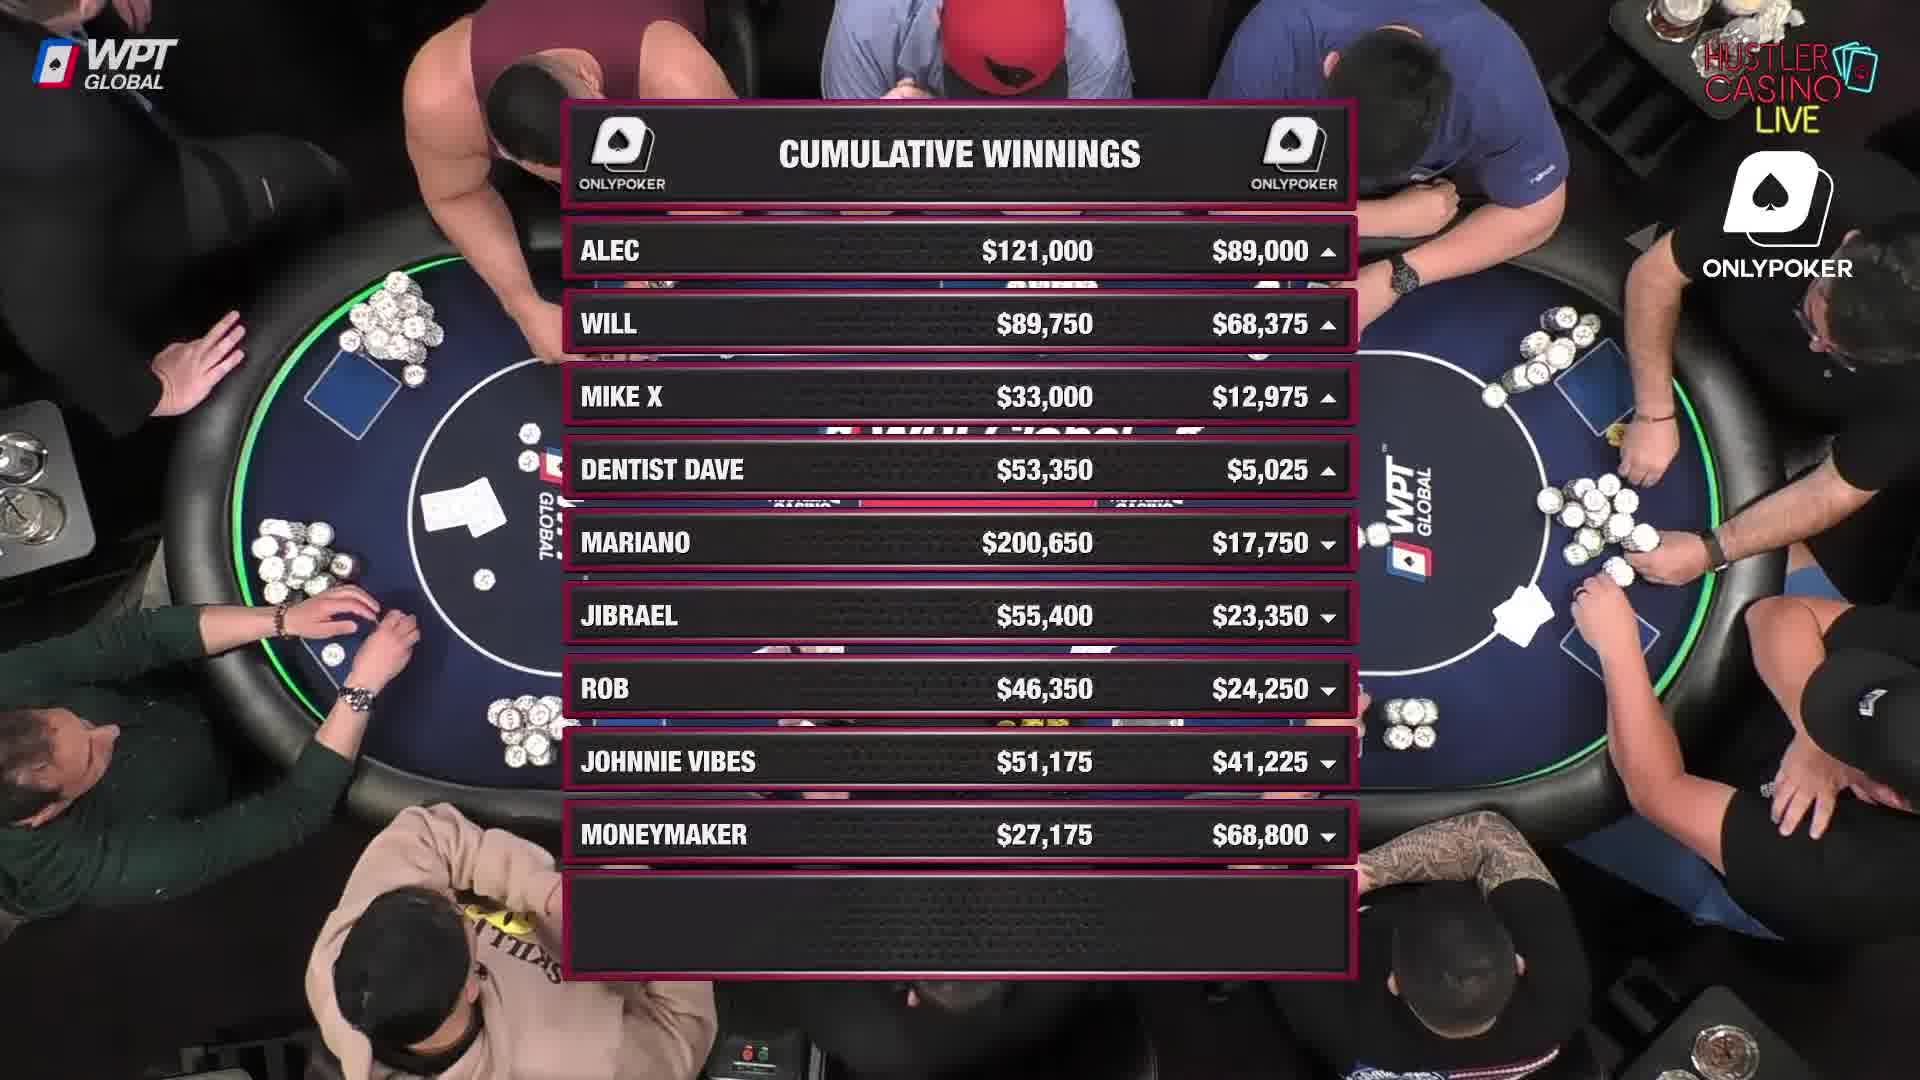 WPT
GLOBAL
HUSTLER
CASINO
LIVE
ONLYPOKER
ONLYPOKER
CUMULATIVE WINNINGS
ONLYPOKER
ALEC $121,000 $89,000 ▲
WILL $89,750 $68,375 ▲
MIKE X $33,000 $12,975 ▲
DENTIST DAVE $53,350 $5,025 ▲
MARIANO $200,650 $17,750 ▼
JIBRAEL $55,400 $23,350 ▼
ROB $46,350 $24,250 ▼
JOHNNIE VIBES $51,175 $41,225 ▼
MONEYMAKER $27,175 $68,800 ▼
GLOBAL
WPT
GLOBAL
SKILL